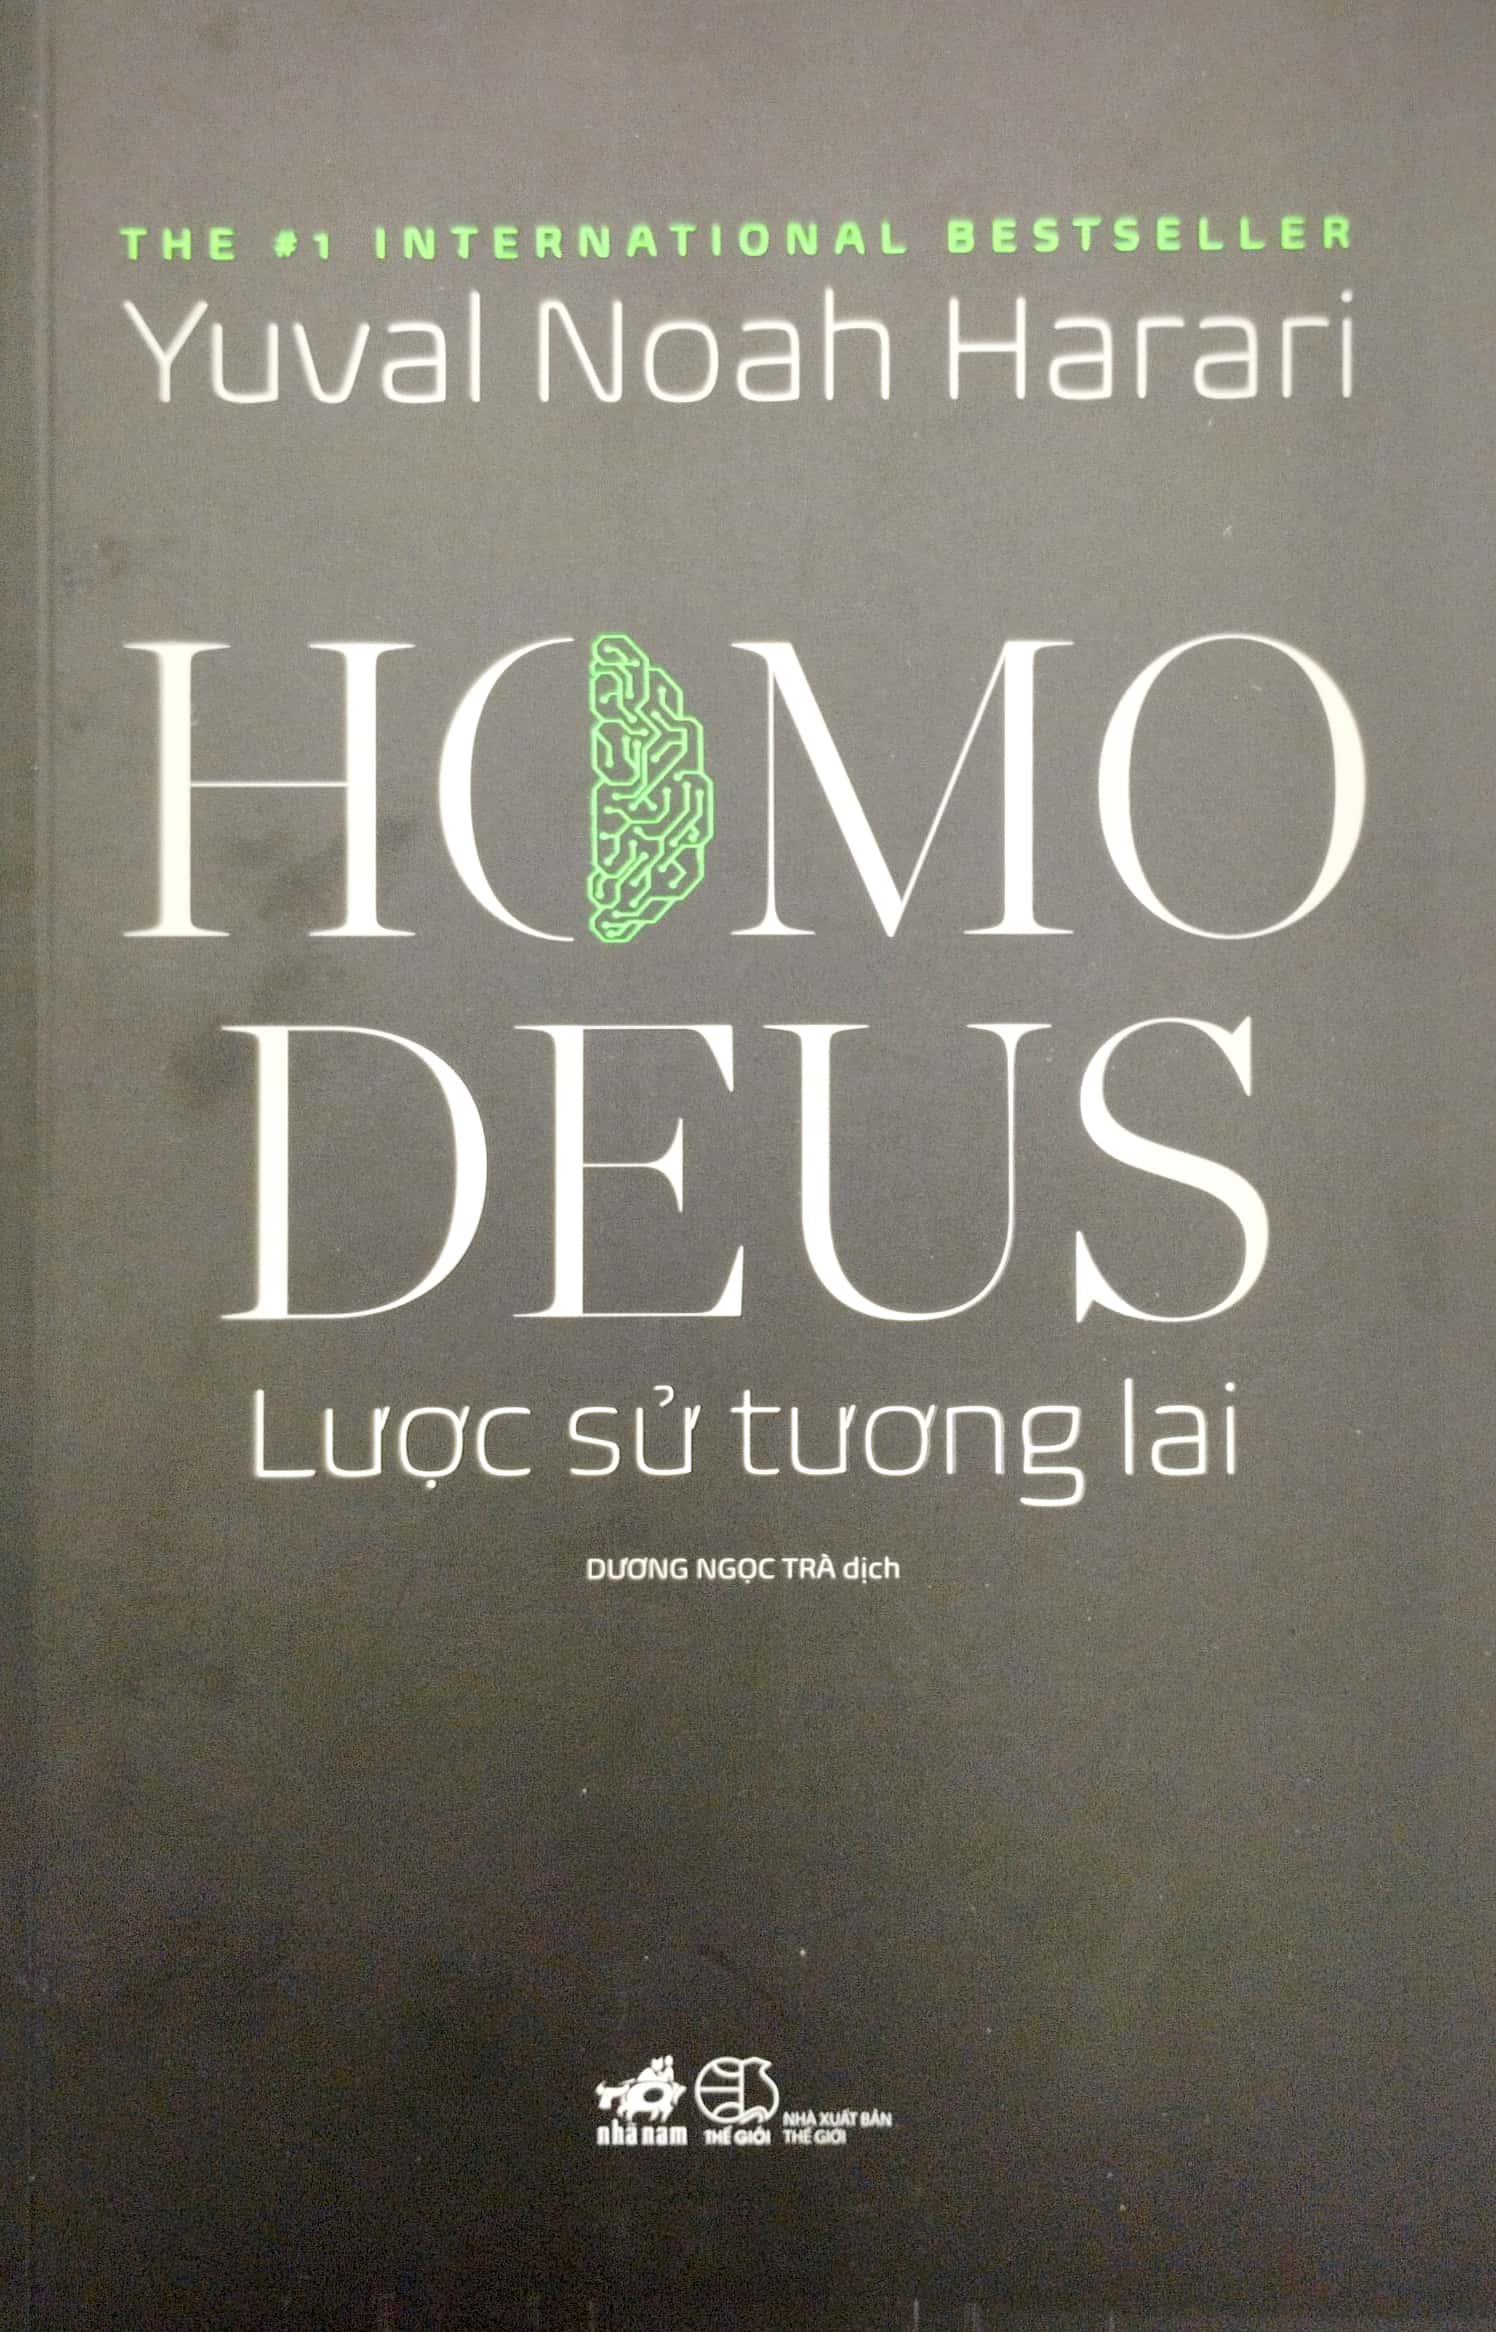 THE #1 INTERNATIONAL BESTSELLER
Yuval Noah Harari
HOMO
DEUS
Lược sử tương lai
DƯƠNG NGỌC TRÀ dịch
nhã nam
THẾ GIỚI
NHÀ XUẤT BẢN
THẾ GIỚI